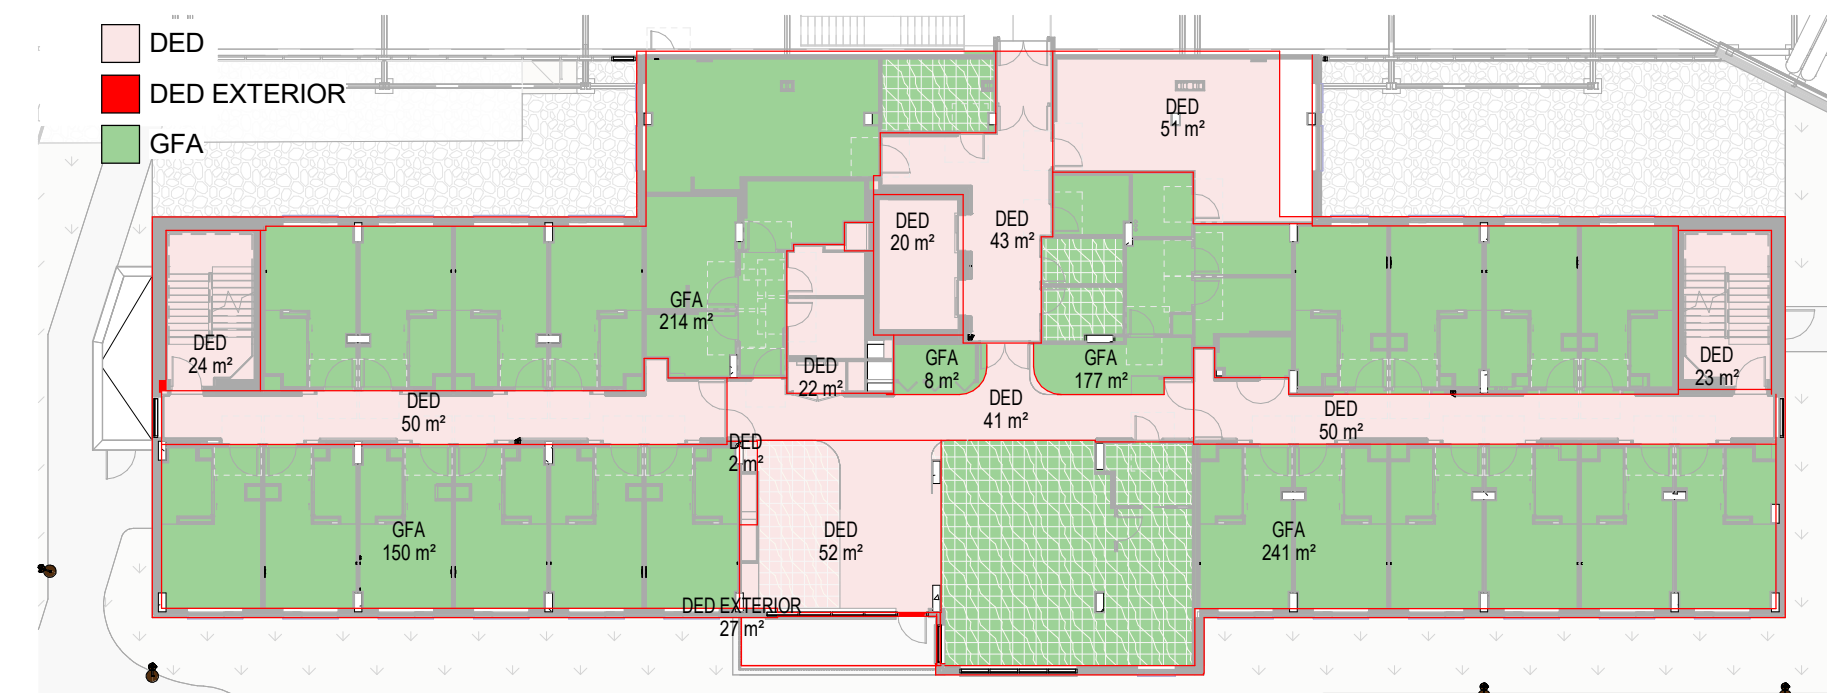 DED
DED EXTERIOR
GFA
DED
51 m²
DED
20 m²
DED
43 m²
GFA
214 m²
DED
24 m²
GFA
8 m²
GFA
177 m²
DED
23 m²
DED
22 m²
DED
50 m²
DED
41 m²
DED
50 m²
DED
2 m²
GFA
150 m²
DED
52 m²
GFA
241 m²
DED EXTERIOR
27 m²